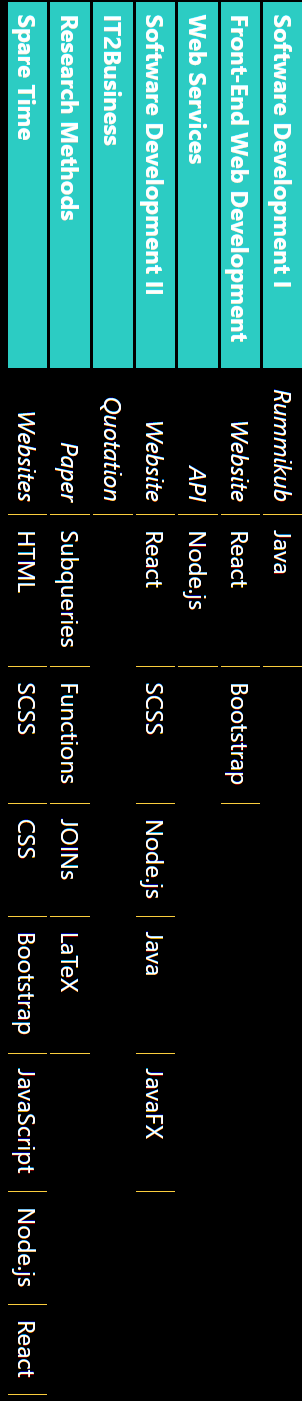 Software Development I Rummikub Java
Front-End Web Development Website React Bootstrap
Web Services API Node.js
Software Development II Website React SCSS Node.js Java JavaFX
IT2Business Quotation
Research Methods Paper Subqueries Functions JOINs LaTeX
Spare Time Websites HTML SCSS CSS Bootstrap JavaScript Node.js React